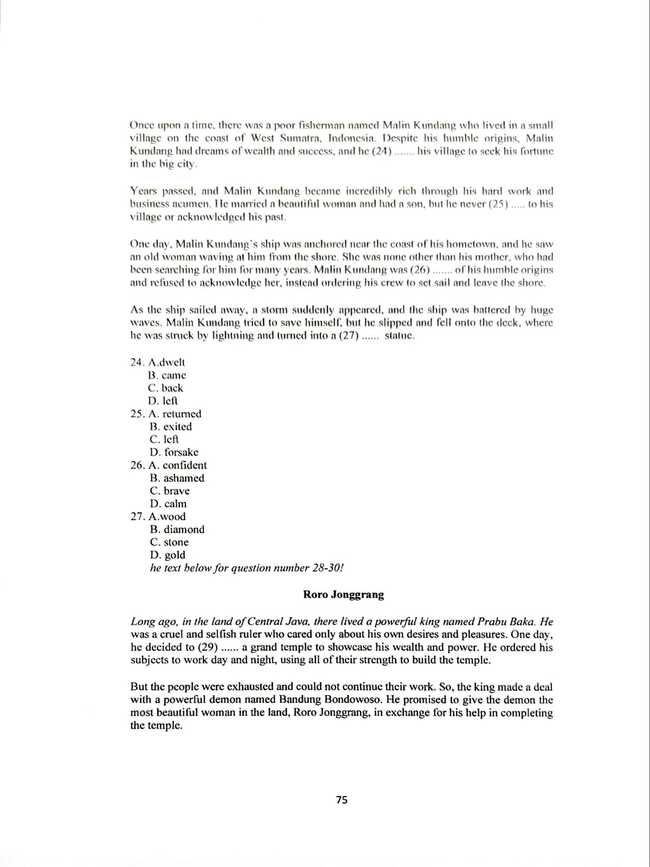 Once upon a time, there was a poor fisherman named Malin Kundang who lived in a small
village on the coast of West Sumatra, Indonesia. Despite his humble origins, Malin
Kundang had dreams of wealth and success, and he (24) ....... his village to seek his fortune
in the big city.
Years passed, and Malin Kundang became incredibly rich through his hard work and
business acumen. He married a beautiful woman and had a son, but he never (25) ..... to his
village or acknowledged his past.
One day, Malin Kundang's ship was anchored near the coast of his hometown, and he saw
an old woman waving at him from the shore. She was none other than his mother, who had
been searching for him for many years. Malin Kundang was (26) ....... of his humble origins
and refused to acknowledge her, instead ordering his crew to set sail and leave the shore.
As the ship sailed away, a storm suddenly appeared, and the ship was battered by huge
waves. Malin Kundang tried to save himself, but he slipped and fell onto the deck, where
he was struck by lightning and turned into a (27) ...... statue.
24. A.dwelt
B. came
C. back
D. left
25. A. returned
B. exited
C. left
D. forsake
26. A. confident
B. ashamed
C. brave
D. calm
27. A.wood
B. diamond
C. stone
D. gold
he text below for question number 28-30!
Roro Jonggrang
Long ago, in the land of Central Java, there lived a powerful king named Prabu Baka. He
was a cruel and selfish ruler who cared only about his own desires and pleasures. One day,
he decided to (29) ...... a grand temple to showcase his wealth and power. He ordered his
subjects to work day and night, using all of their strength to build the temple.
But the people were exhausted and could not continue their work. So, the king made a deal
with a powerful demon named Bandung Bondowoso. He promised to give the demon the
most beautiful woman in the land, Roro Jonggrang, in exchange for his help in completing
the temple.
75